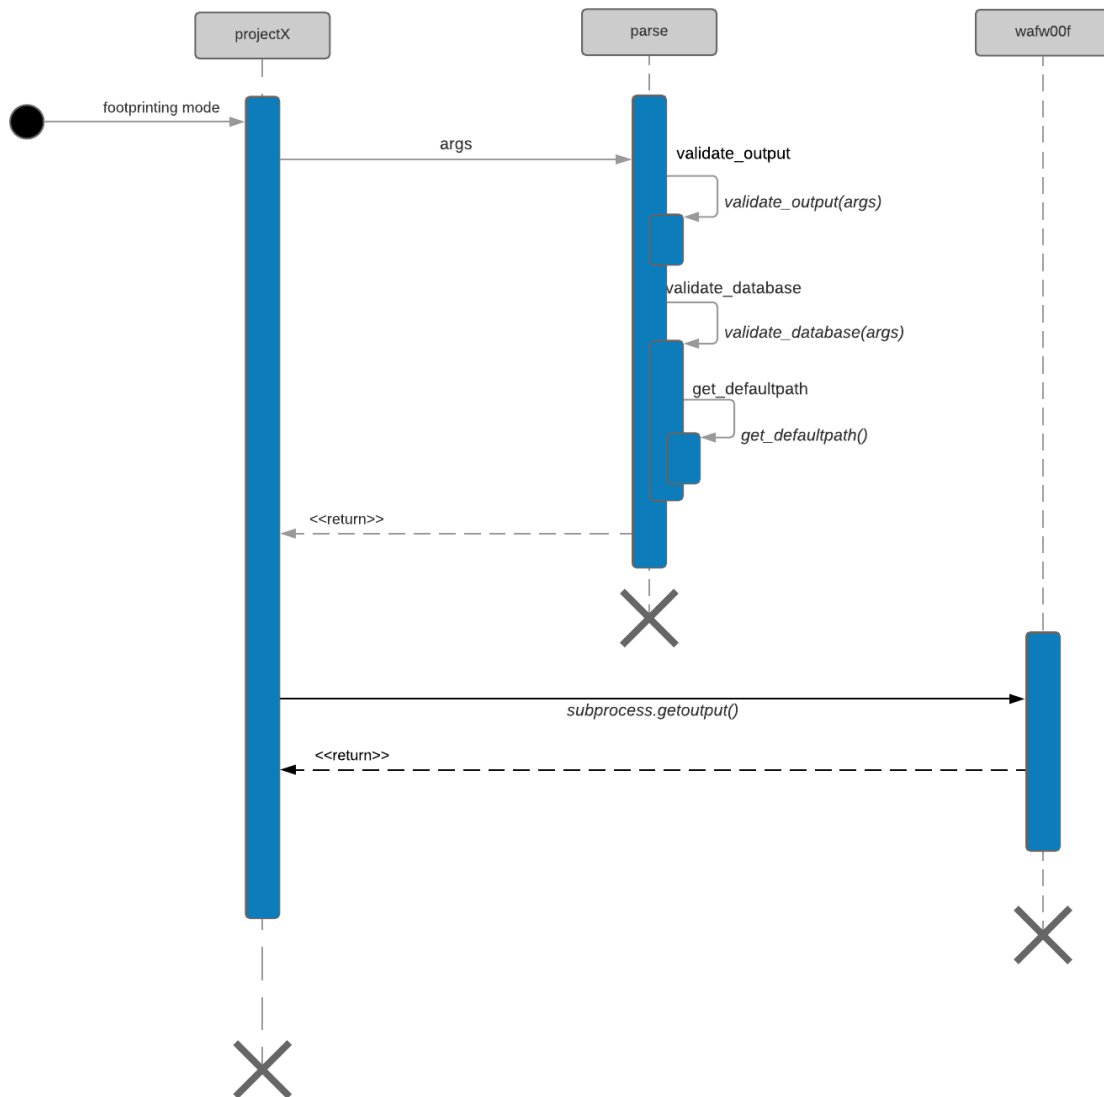 projectX
parse
wafw00f
footprinting mode
args
validate_output
validate_output(args)
validate_database
validate_database(args)
get_defaultpath
get_defaultpath()
<<return>>
subprocess.getoutput()
<<return>>